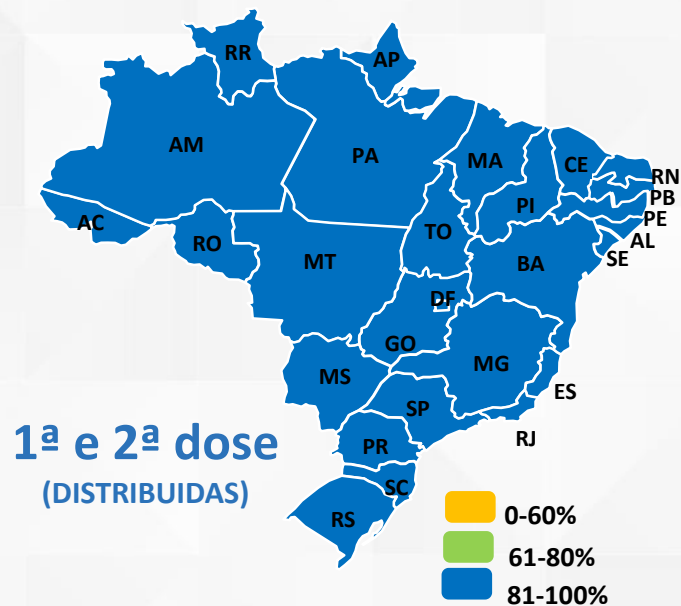 RR
AP
AM
PA
MA
CE
RN
PB
PE
AL
SE
PI
AC
RO
TO
MT
BA
DF
GO
MG
MS
ES
SP
RJ
PR
SC
RS
1ª e 2ª dose
(DISTRIBUIDAS)
0-60%
61-80%
81-100%